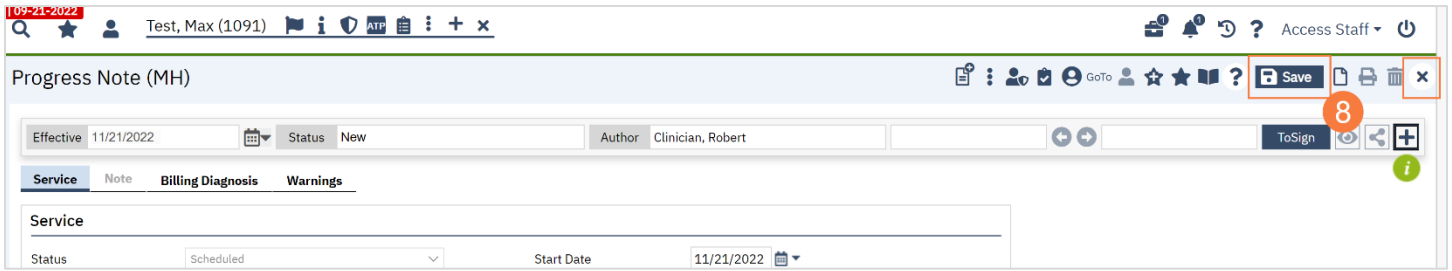 T 09-21-2022
Test, Max (1091) i ATP Access Staff
Progress Note (MH) GoTo ? Save
8
Effective 11/21/2022 Status New Author Clinician, Robert ToSign
i
Service Note Billing Diagnosis Warnings
Service
Status Scheduled Start Date 11/21/2022